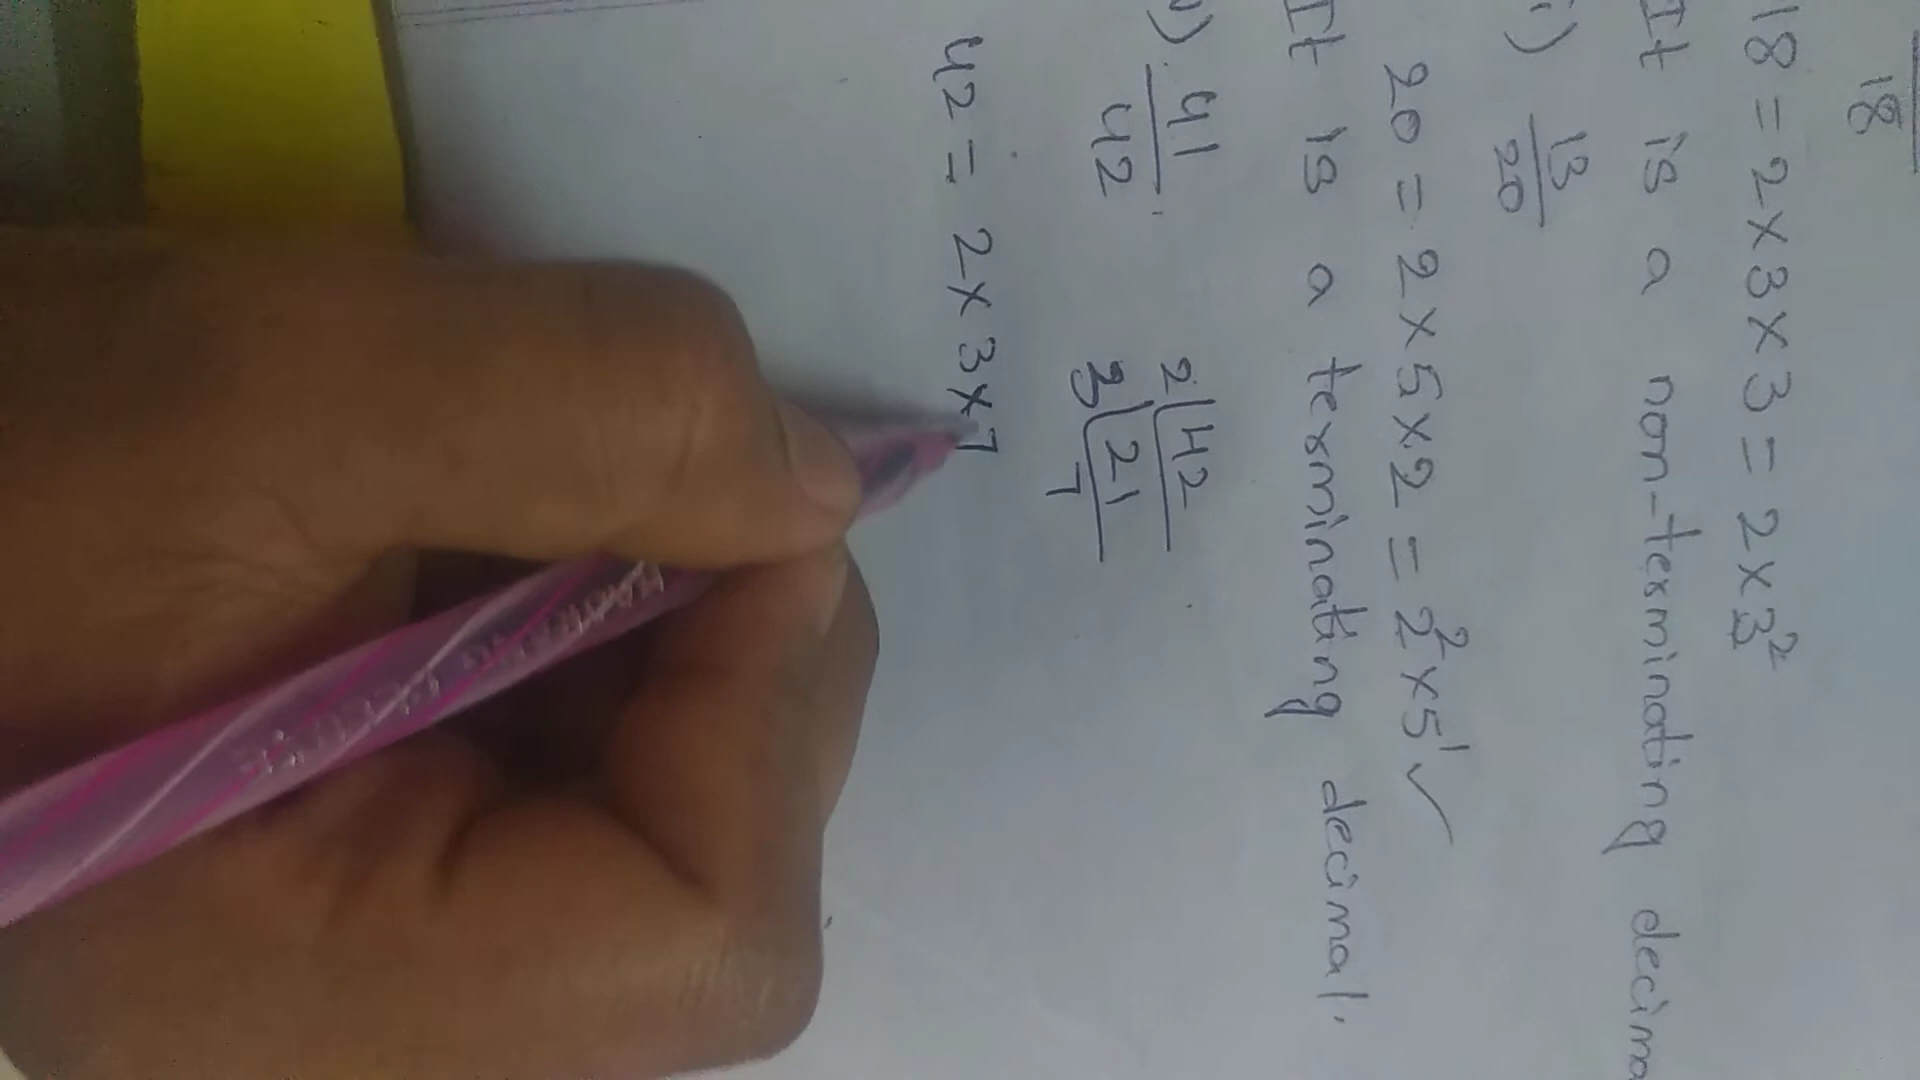 18
18 = 2 x 3 x 3 = 2 x 3²
It is a non-terminating decima
i) 13/20
20 = 2 x 5 x 2 = 2² x 5¹ ✓
It is a terminating decimal.
) 41/42
2 | 42
3 | 21
7
42 = 2 x 3 x 7